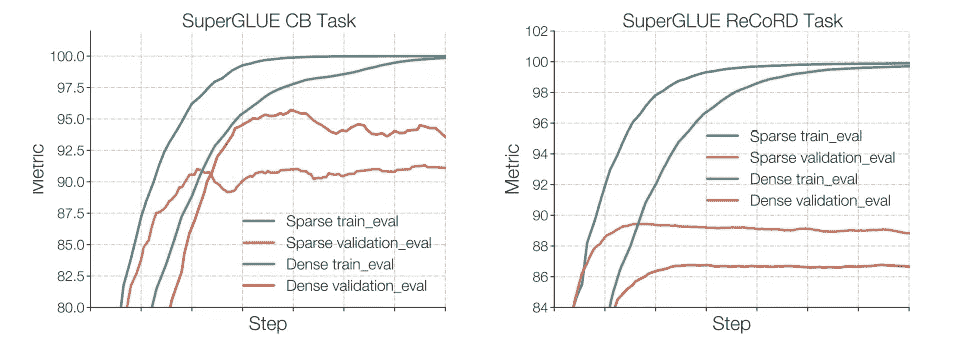 SuperGLUE CB Task
100.0
97.5
95.0
92.5
90.0
87.5
85.0
82.5
80.0
Metric
Step
Sparse train_eval
Sparse validation_eval
Dense train_eval
Dense validation_eval
SuperGLUE ReCoRD Task
102
100
98
96
94
92
90
88
86
84
Metric
Step
Sparse train_eval
Sparse validation_eval
Dense train_eval
Dense validation_eval